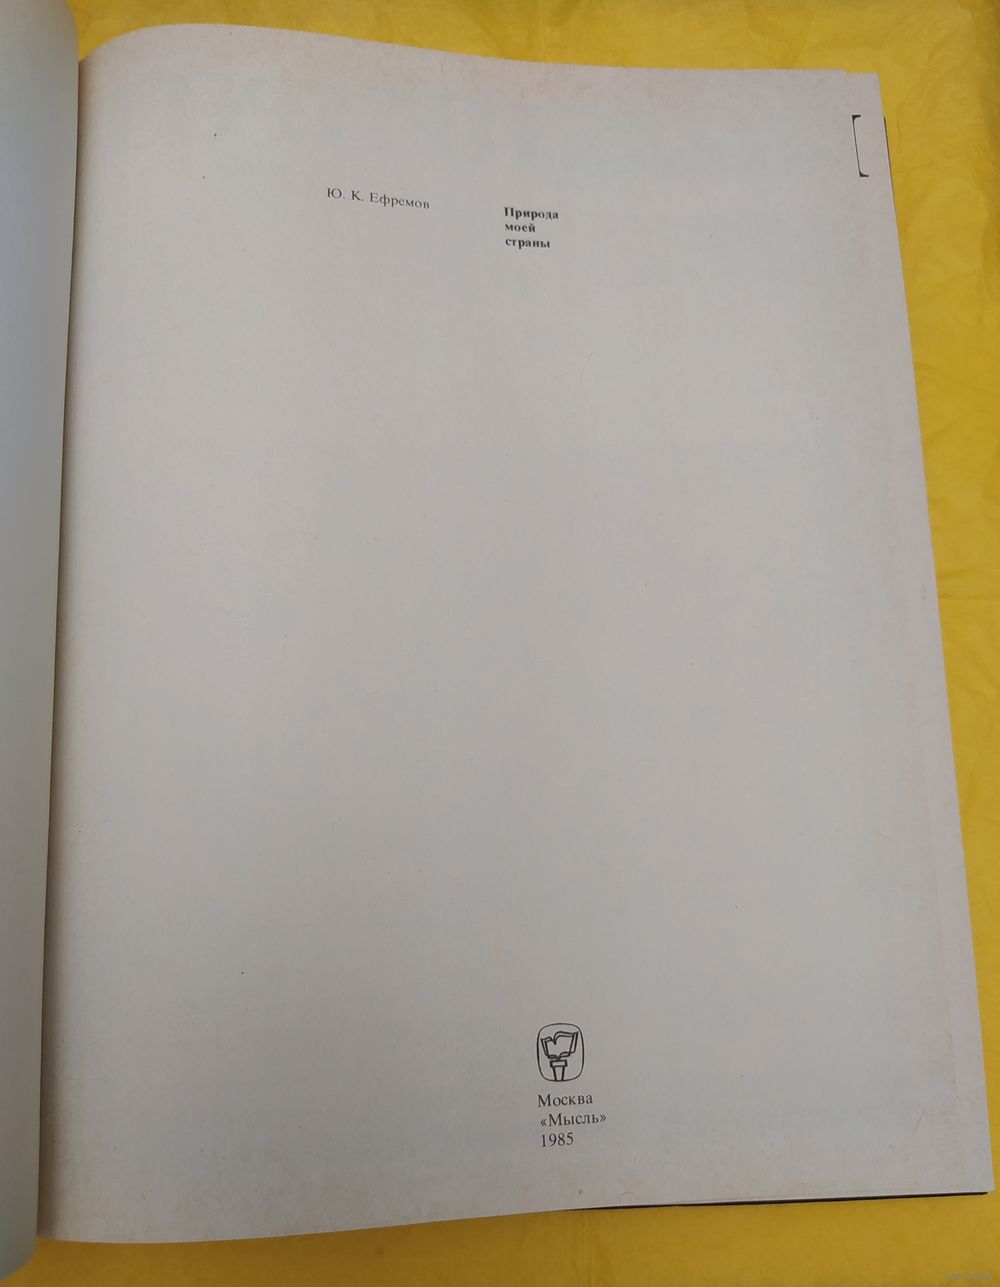 Ю. К. Ефремов
Природа
моей
страны
Москва
«Мысль»
1985